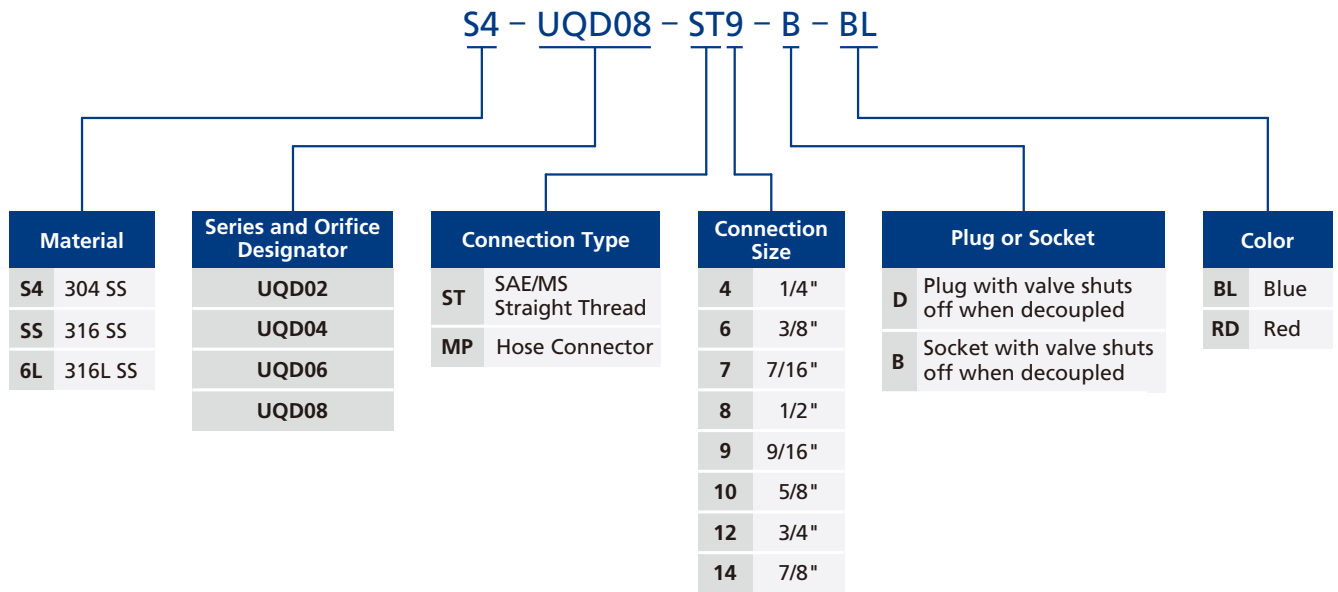 S4 – UQD08 – ST9 – B – BL
Material
S4 304 SS
SS 316 SS
6L 316L SS
Series and Orifice
Designator
UQD02
UQD04
UQD06
UQD08
Connection Type
ST SAE/MS
Straight Thread
MP Hose Connector
Connection
Size
4 1/4"
6 3/8"
7 7/16"
8 1/2"
9 9/16"
10 5/8"
12 3/4"
14 7/8"
Plug or Socket
D Plug with valve shuts
off when decoupled
B Socket with valve shuts
off when decoupled
Color
BL Blue
RD Red